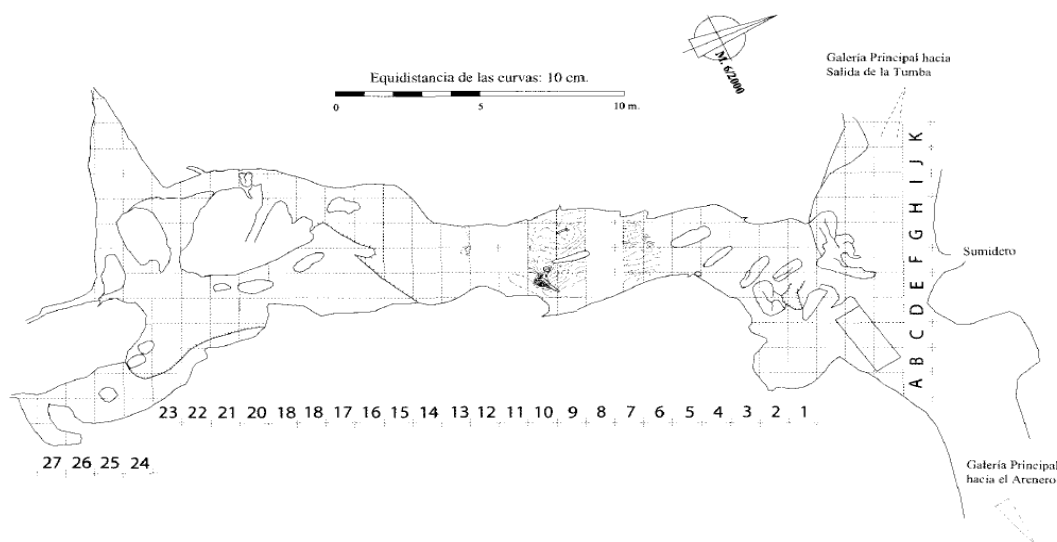 M. 6/2000
Galería Principal hacia
Salida de la Tumba
Equidistancia de las curvas: 10 cm.
0 5 10 m.
K
J
I
H
G
F
E
D
C
B
A
Sumidero
23 22 21 20 18 18 17 16 15 14 13 12 11 10 9 8 7 6 5 4 3 2 1
27 26 25 24
Galería Principal
hacia el Arenero